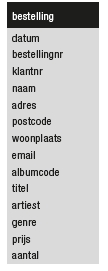 bestelling
datum
bestellingnr
klantnr
naam
adres
postcode
woonplaats
email
albumcode
titel
artiest
genre
prijs
aantal